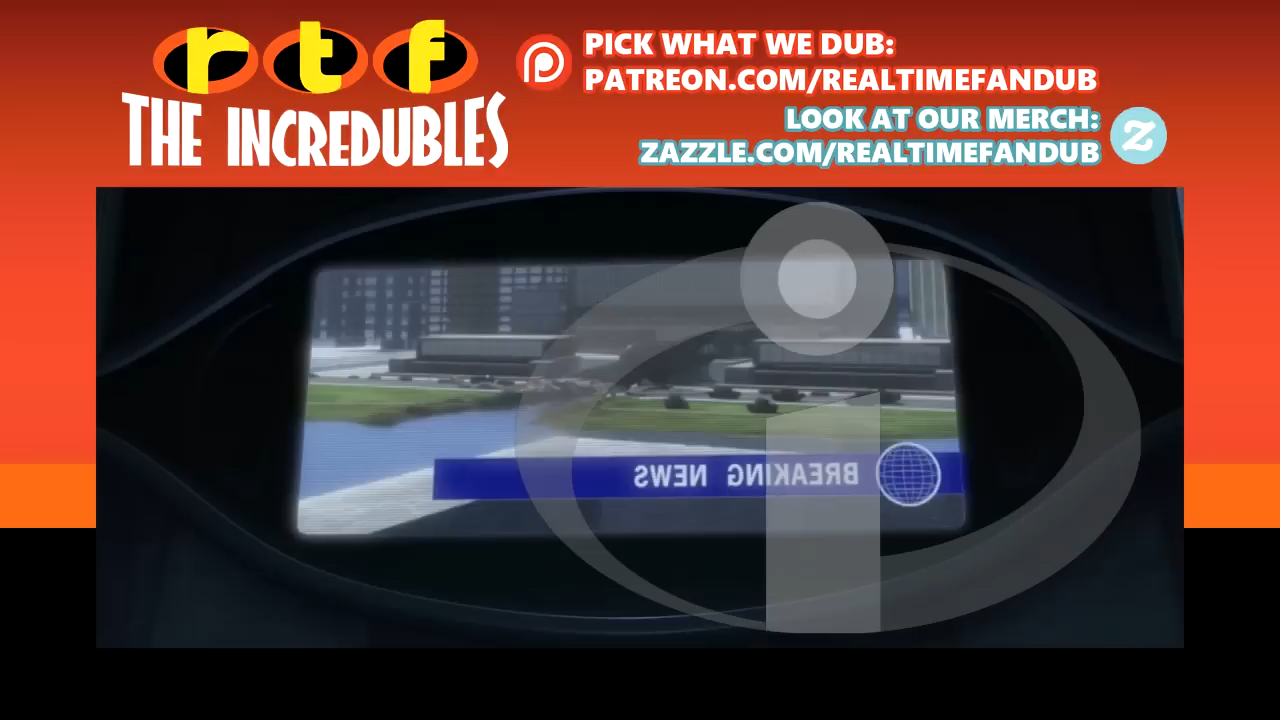 rtf
THE INCREDUBLES
PICK WHAT WE DUB:
PATREON.COM/REALTIMEFANDUB
LOOK AT OUR MERCH:
ZAZZLE.COM/REALTIMEFANDUB
BREAKING NEWS